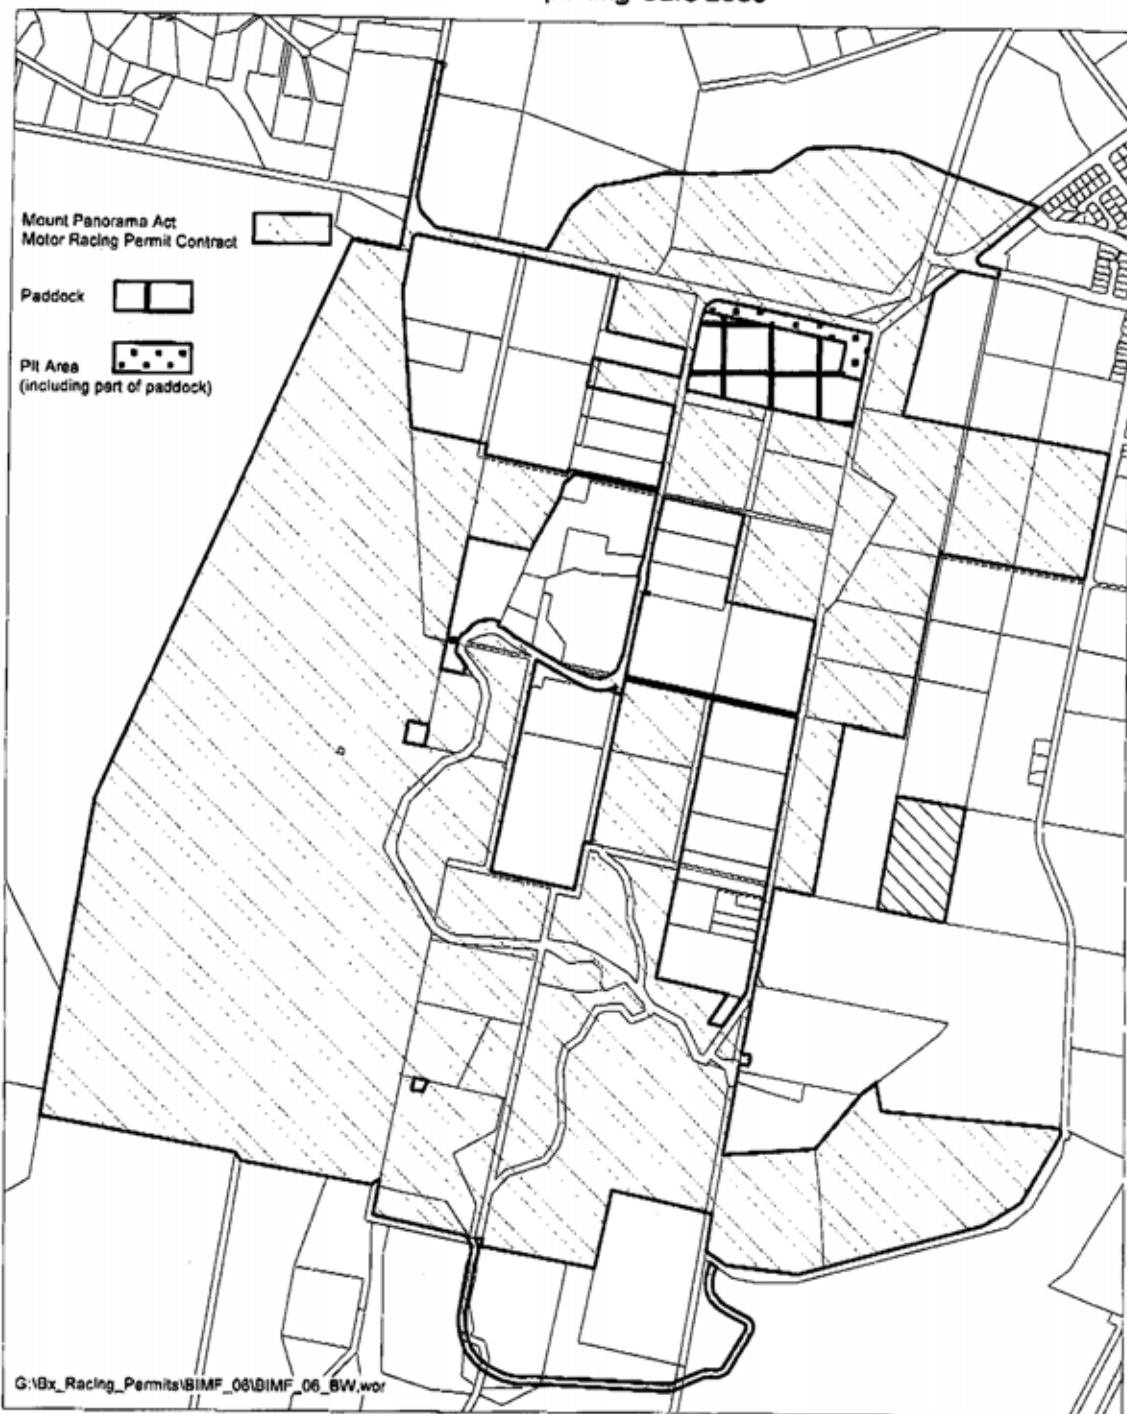 Mount Panorama Act
Motor Racing Permit Contract
Paddock
Pit Area
(including part of paddock)
G:\Bx_Racing_Permits\BIMF_06\BIMF_06_BW.wor